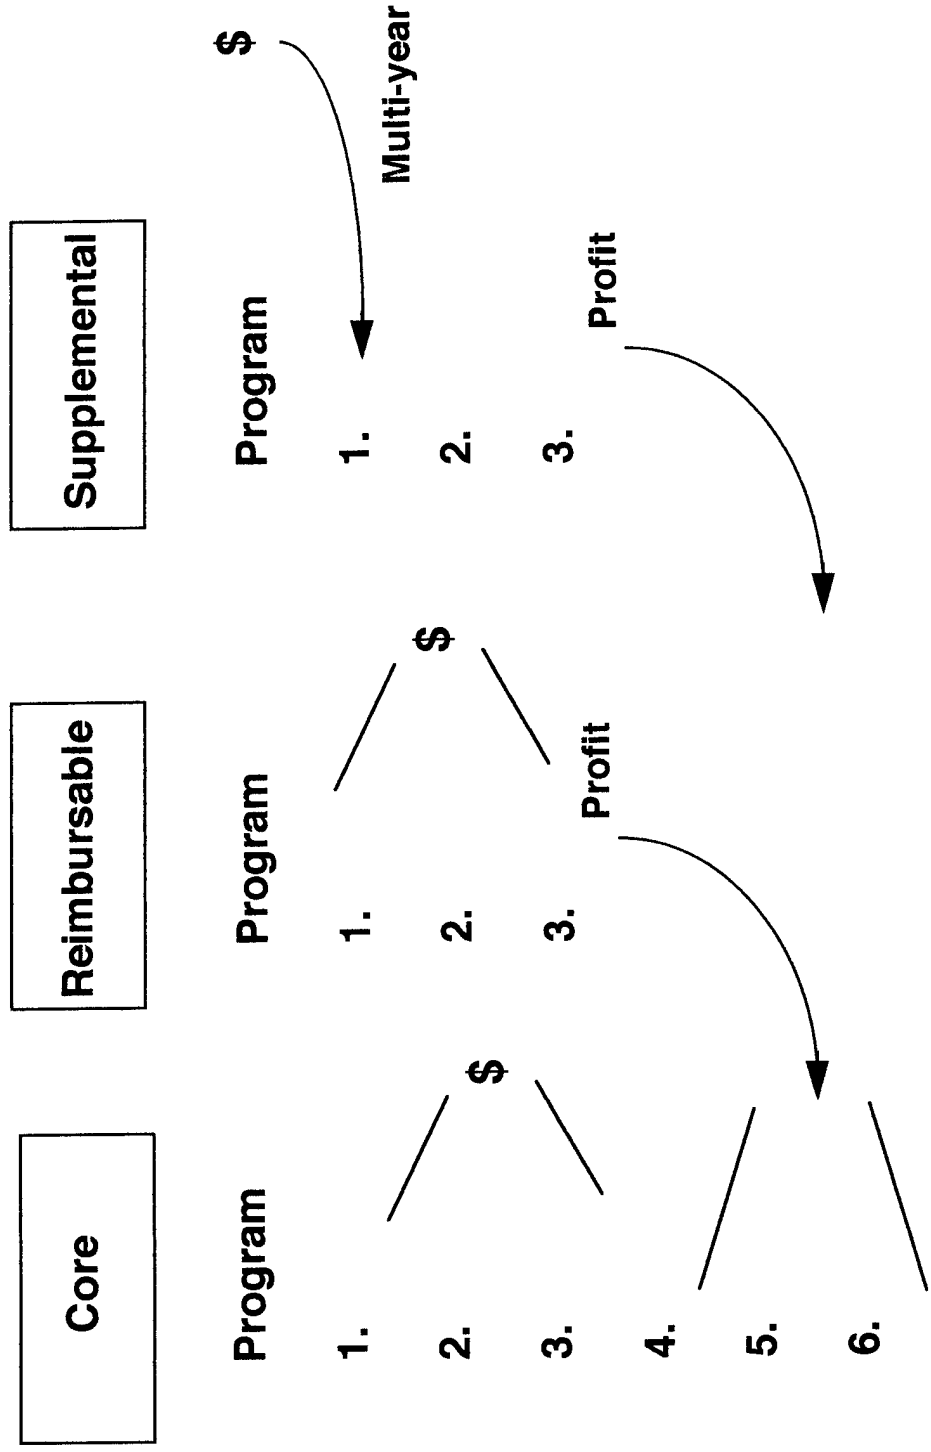 Core
Program
1.
2.
3.
4.
5.
6.
$
Reimbursable
Program
1.
2.
3.
$
Profit
Supplemental
Program
1.
2.
3.
$
Multi-year
Profit